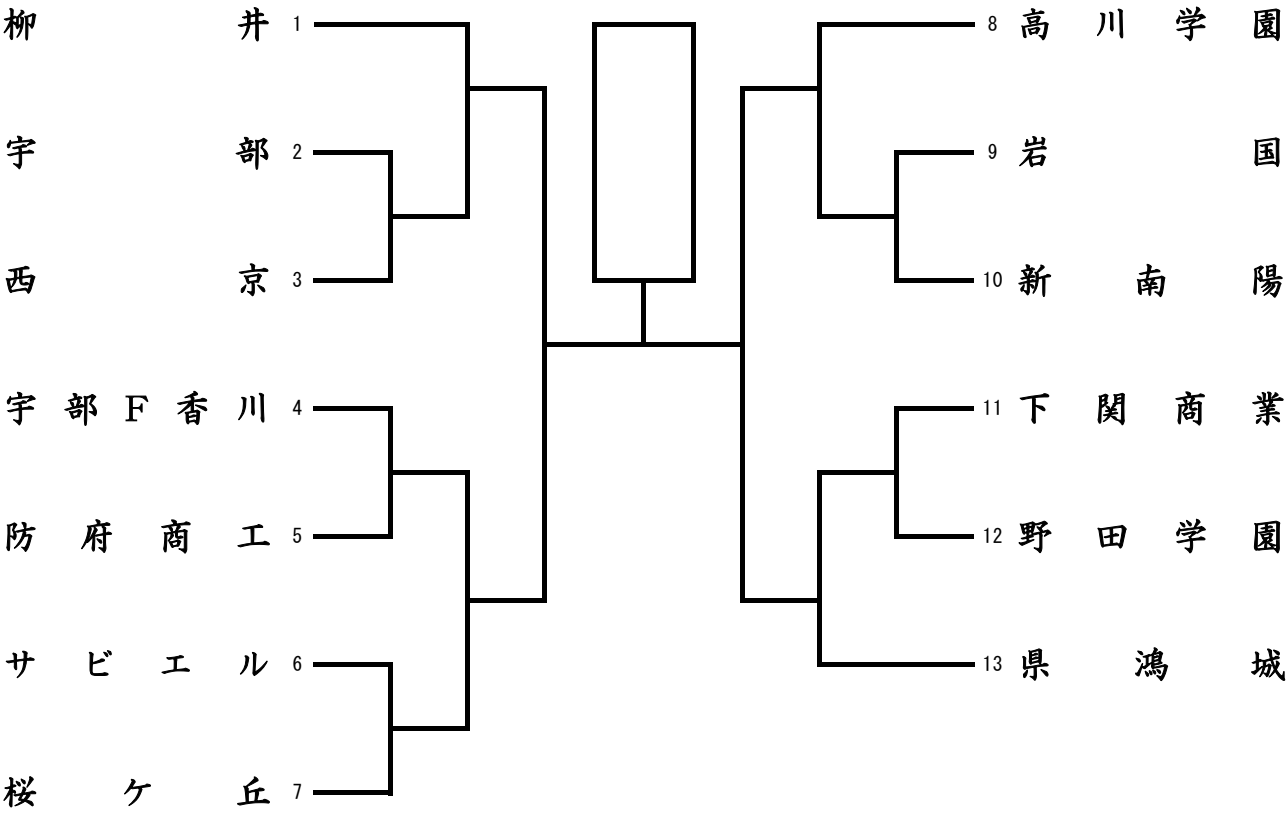 柳井 1
宇部 2
西京 3
宇部F香川 4
防府商工 5
サビエル 6
桜ケ丘 7
8 高川学園
9 岩国
10 新南陽
11 下関商業
12 野田学園
13 県鴻城